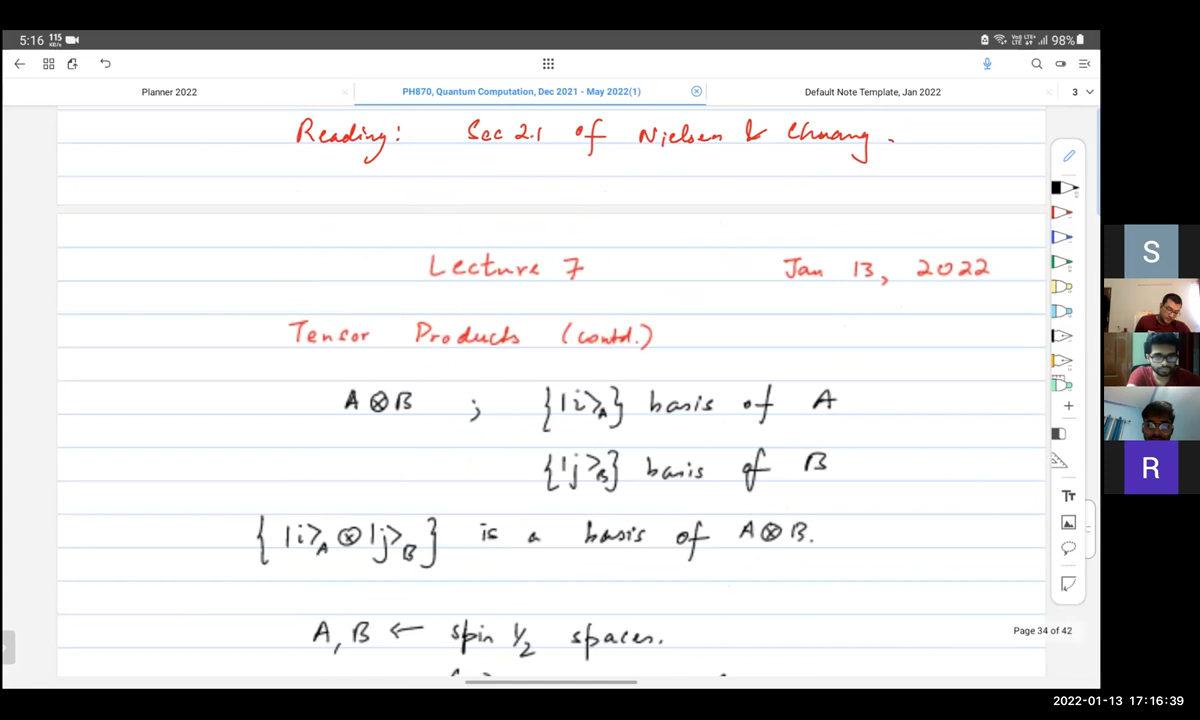 5:16 115 KB/s 98%
Planner 2022 PH870, Quantum Computation, Dec 2021 - May 2022(1) Default Note Template, Jan 2022 3
Reading: Sec 2.1 of Nielsen & Chuang.
Lecture 7 Jan 13, 2022
Tensor Products (contd.)
A ⊗ B ; {|i>_A} basis of A
{|j>_B} basis of B
{ |i>_A ⊗ |j>_B } is a basis of A ⊗ B.
A, B ← spin 1/2 spaces.
Page 34 of 42
Tт
S
R
2022-01-13 17:16:39